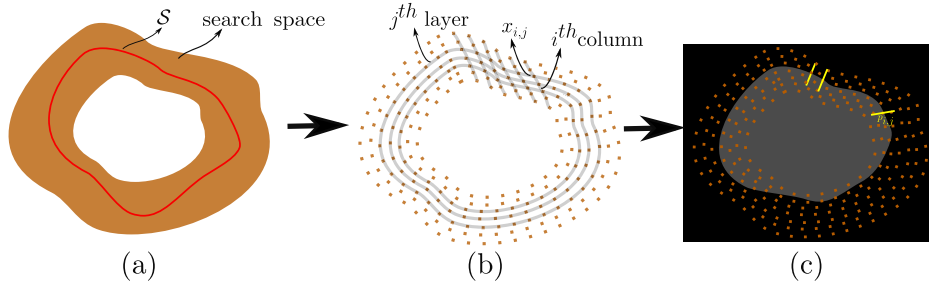 𝒮
search space
j^{th} layer
x_{i,j}
i^{th} column
(a)
(b)
(c)